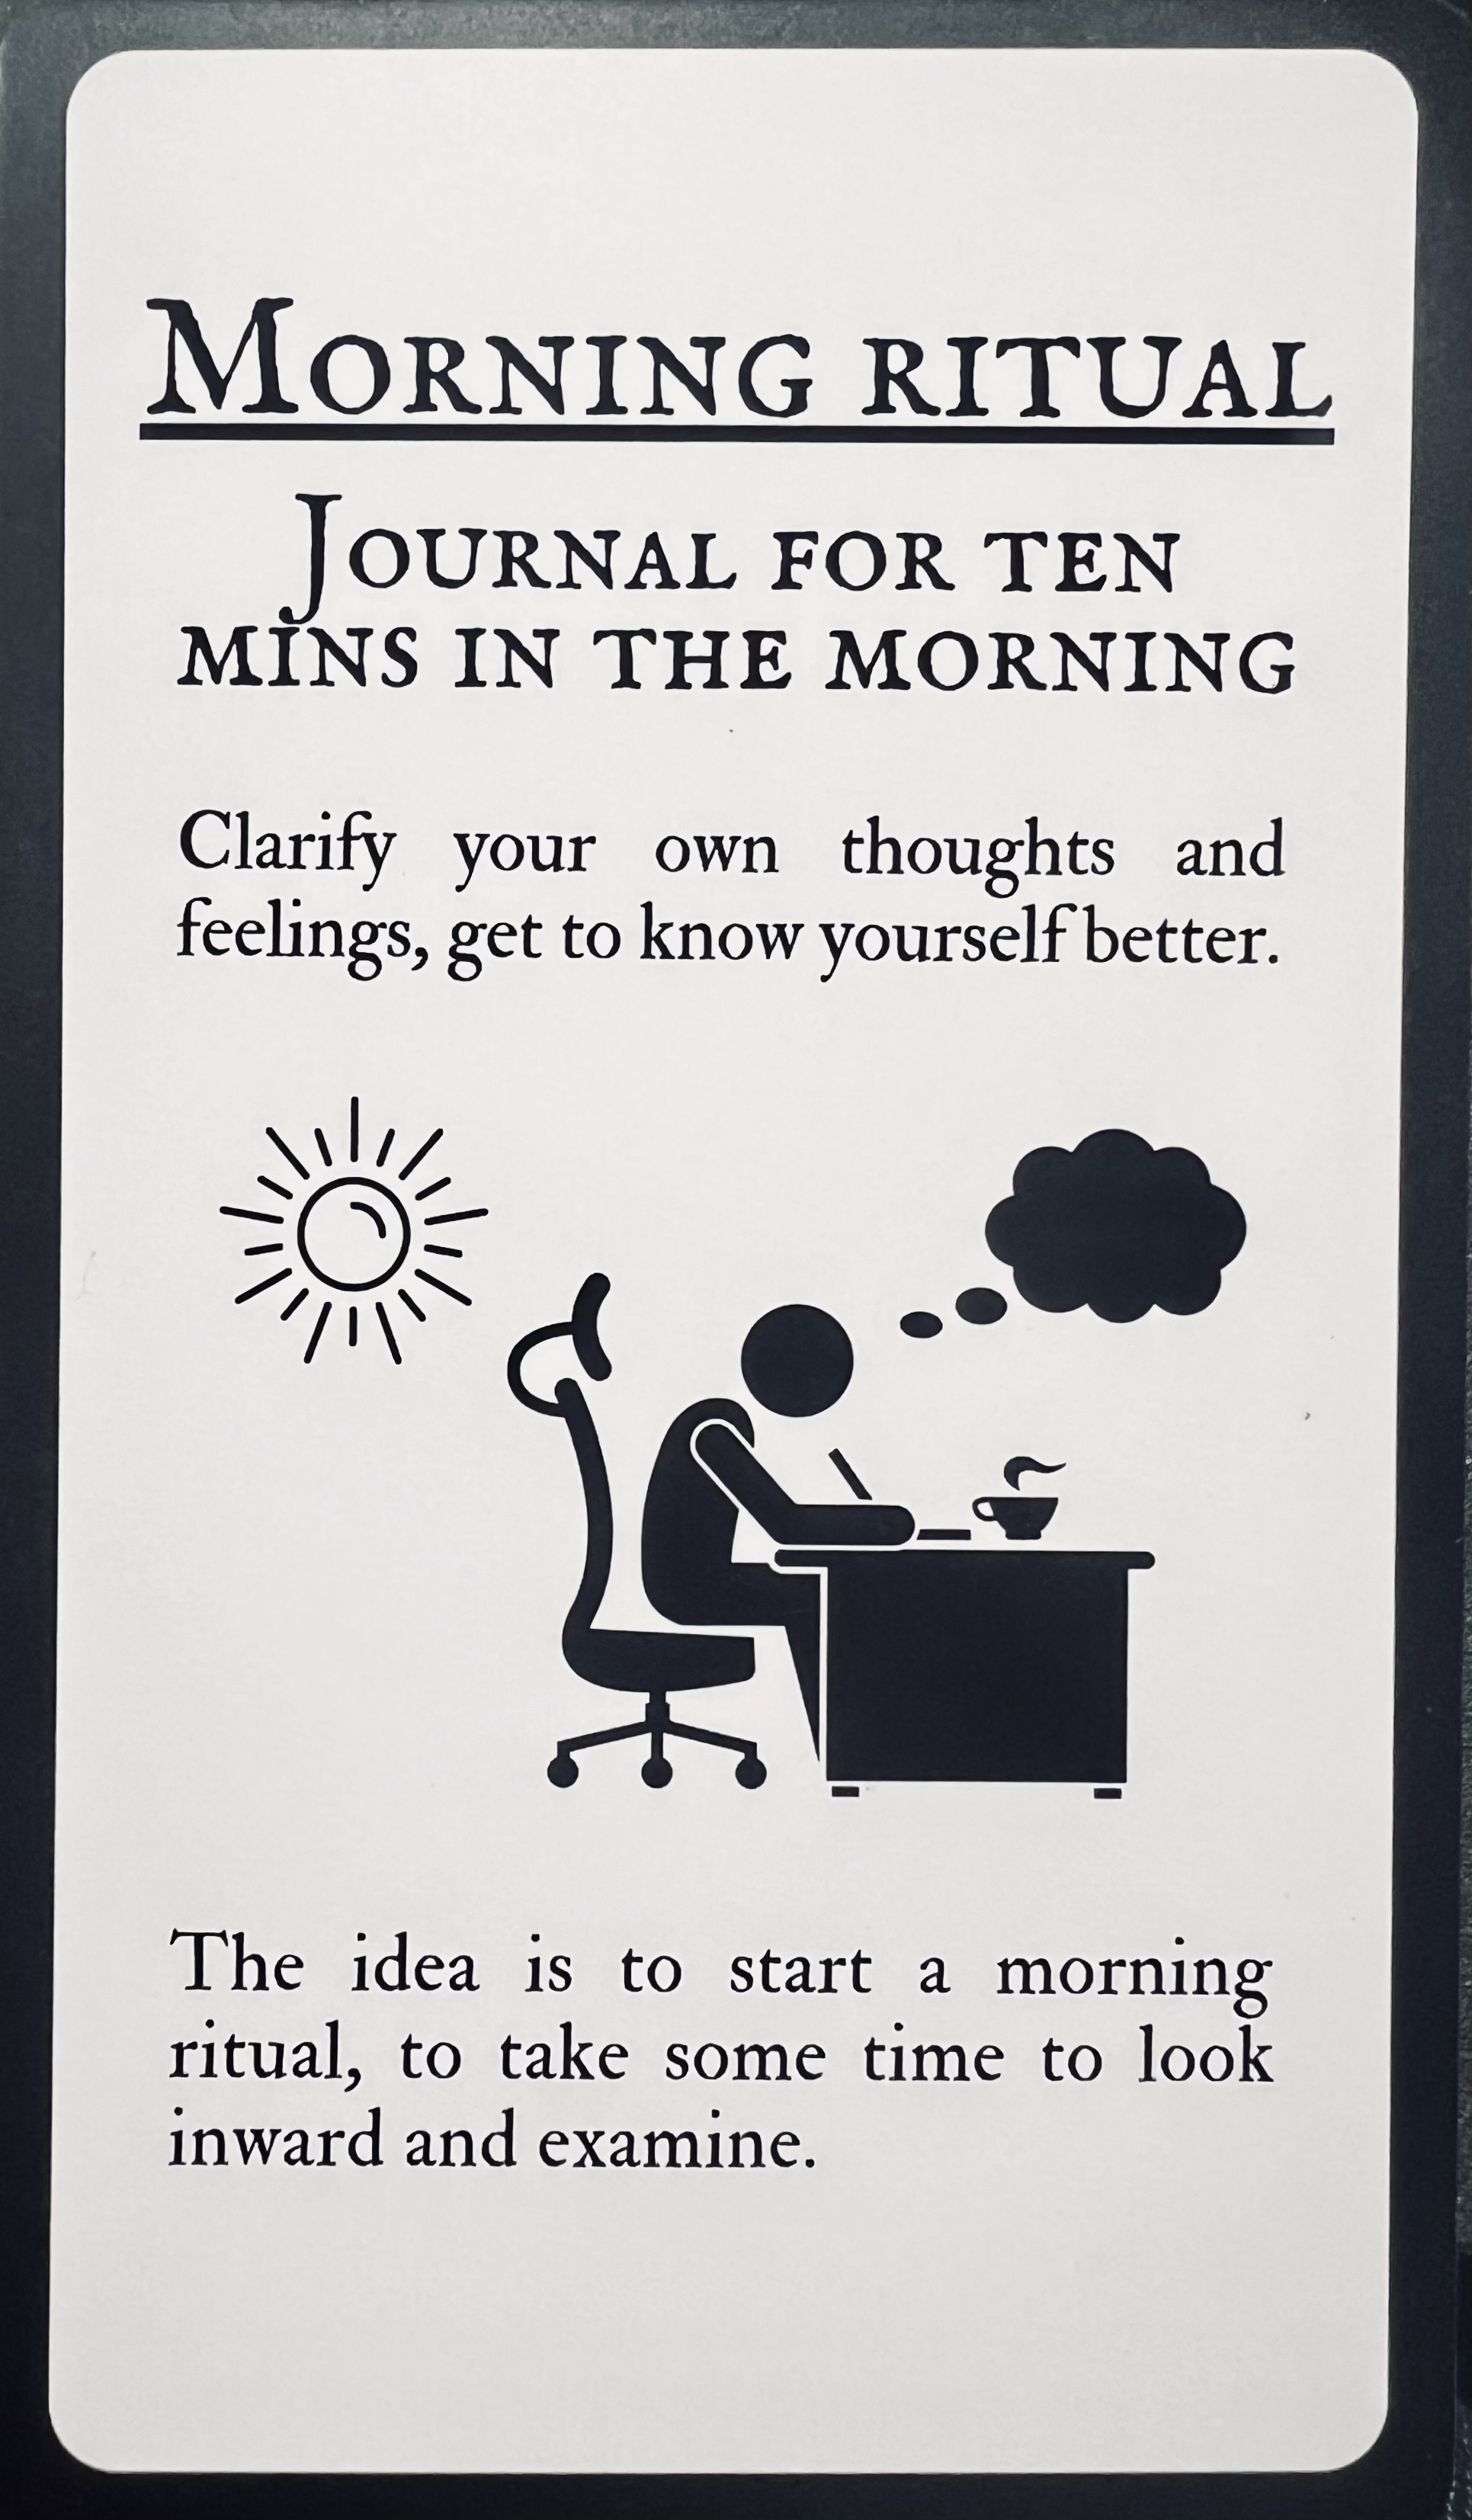 Morning ritual
Journal for ten
mins in the morning
Clarify your own thoughts and
feelings, get to know yourself better.
The idea is to start a morning
ritual, to take some time to look
inward and examine.